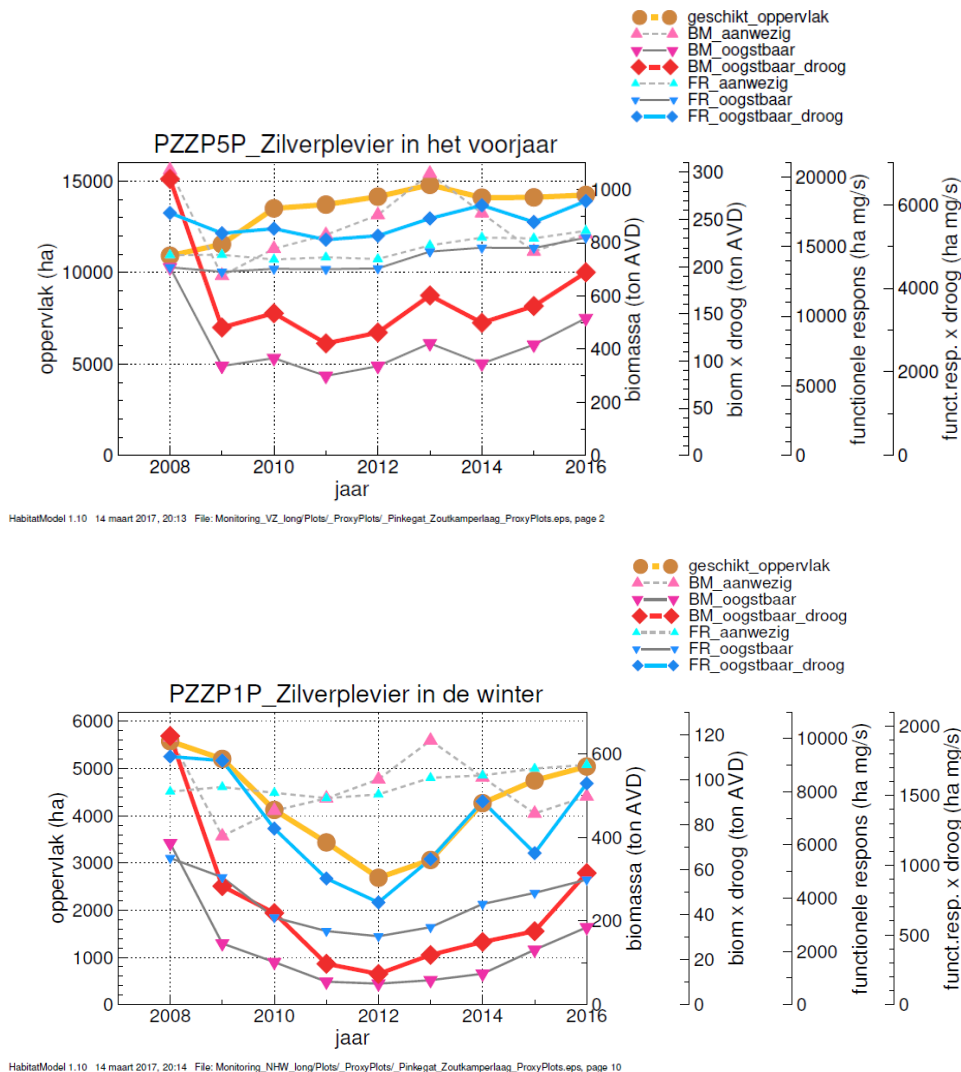 geschikt_oppervlak
BM_aanwezig
BM_oogstbaar
BM_oogstbaar_droog
FR_aanwezig
FR_oogstbaar
FR_oogstbaar_droog
PZZP5P_Zilverplevier in het voorjaar
15000
10000
5000
0
oppervlak (ha)
2008
2010
2012
2014
2016
jaar
1000
800
600
400
200
0
biomassa (ton AVD)
300
250
200
150
100
50
0
biom x droog (ton AVD)
20000
15000
10000
5000
0
functionele respons (ha mg/s)
6000
4000
2000
0
funct.resp. x droog (ha mg/s)
HabitatModel 1.10 14 maart 2017, 20:13 File: Monitoring_VZ_long/Plots/_ProxyPlots/_Pinkegat_Zoutkamperlaag_ProxyPlots.eps, page 2
geschikt_oppervlak
BM_aanwezig
BM_oogstbaar
BM_oogstbaar_droog
FR_aanwezig
FR_oogstbaar
FR_oogstbaar_droog
PZZP1P_Zilverplevier in de winter
6000
5000
4000
3000
2000
1000
0
oppervlak (ha)
2008
2010
2012
2014
2016
jaar
600
400
200
0
biomassa (ton AVD)
120
100
80
60
40
20
0
biom x droog (ton AVD)
10000
8000
6000
4000
2000
0
functionele respons (ha mg/s)
2000
1500
1000
500
0
funct.resp. x droog (ha mg/s)
HabitatModel 1.10 14 maart 2017, 20:14 File: Monitoring_NHW_long/Plots/_ProxyPlots/_Pinkegat_Zoutkamperlaag_ProxyPlots.eps, page 10